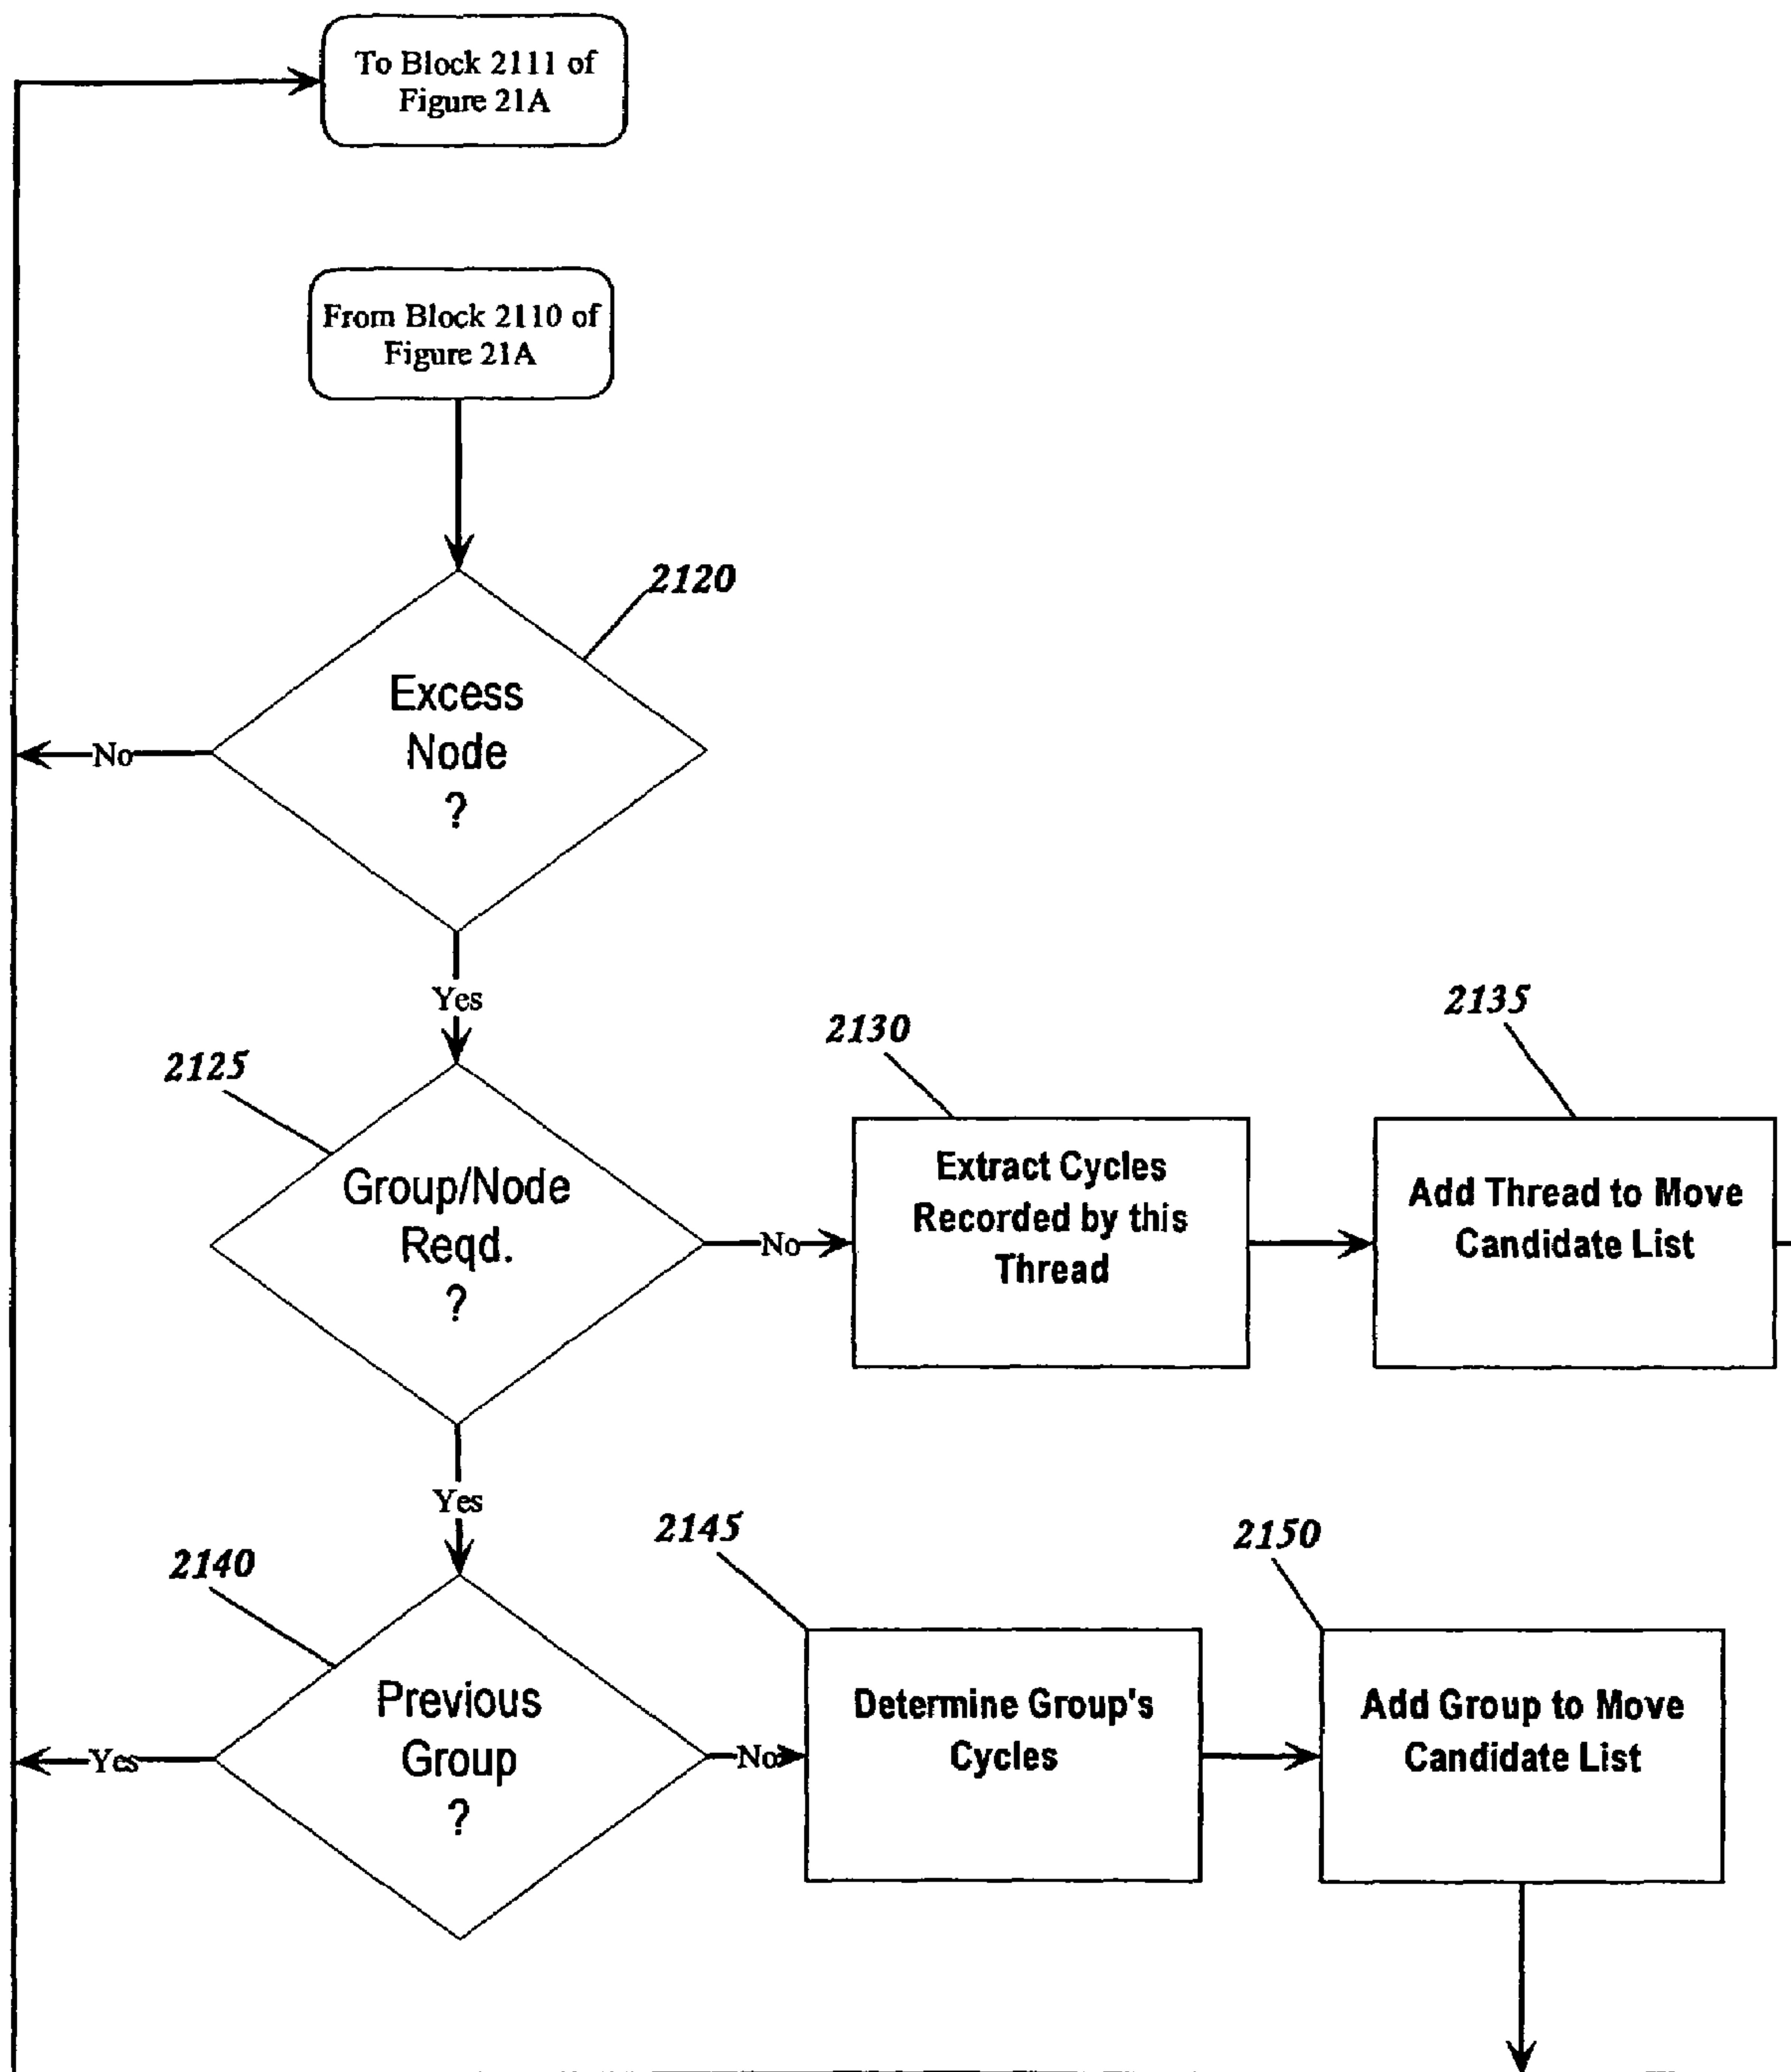 To Block 2111 of
Figure 21A
From Block 2110 of
Figure 21A
2120
Excess
Node
?
No
Yes
2125
Group/Node
Reqd.
?
No
2130
Extract Cycles
Recorded by this
Thread
2135
Add Thread to Move
Candidate List
Yes
2140
Previous
Group
?
Yes
No
2145
Determine Group's
Cycles
2150
Add Group to Move
Candidate List